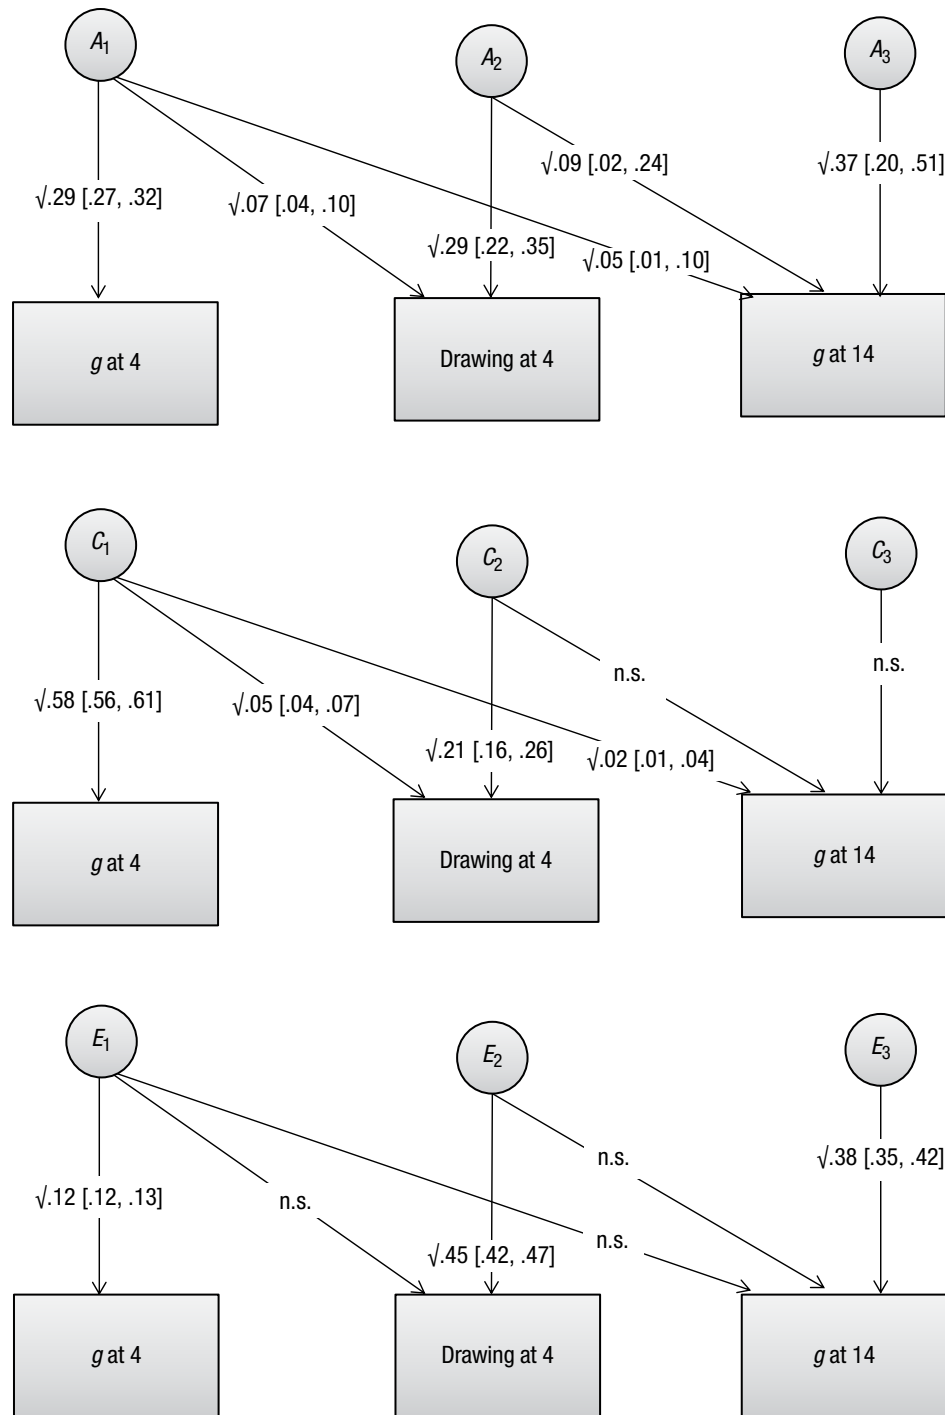 A1
A2
A3
√.29 [.27, .32]
√.07 [.04, .10]
√.29 [.22, .35]
√.09 [.02, .24]
√.05 [.01, .10]
√.37 [.20, .51]
g at 4
Drawing at 4
g at 14
C1
C2
C3
√.58 [.56, .61]
√.05 [.04, .07]
√.21 [.16, .26]
n.s.
√.02 [.01, .04]
n.s.
g at 4
Drawing at 4
g at 14
E1
E2
E3
√.12 [.12, .13]
n.s.
√.45 [.42, .47]
n.s.
n.s.
√.38 [.35, .42]
g at 4
Drawing at 4
g at 14